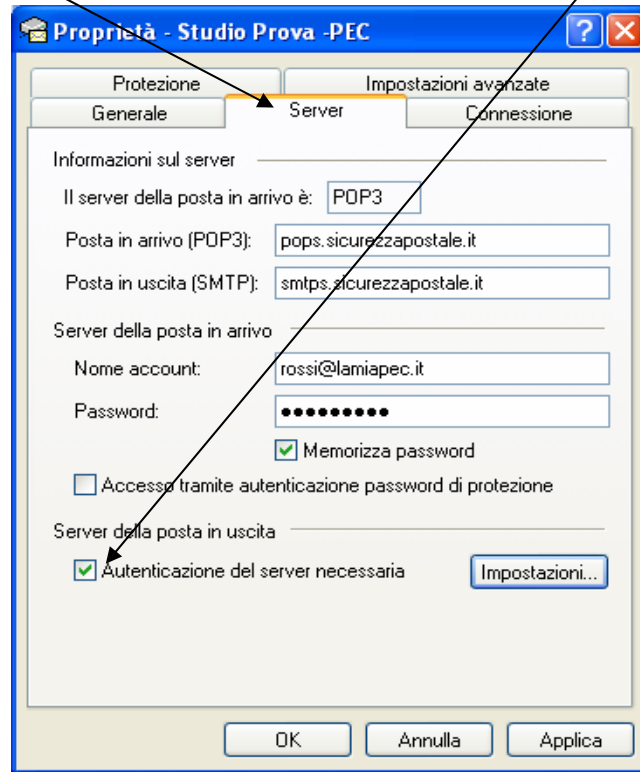 Proprietà - Studio Prova -PEC
Protezione
Impostazioni avanzate
Generale
Server
Connessione
Informazioni sul server
Il server della posta in arrivo è: POP3
Posta in arrivo (POP3): pops.sicurezzapostale.it
Posta in uscita (SMTP): smtps.sicurezzapostale.it
Server della posta in arrivo
Nome account: rossi@lamiapec.it
Password: ●●●●●●●●●
Memorizza password
Accesso tramite autenticazione password di protezione
Server della posta in uscita
Autenticazione del server necessaria
Impostazioni...
OK
Annulla
Applica